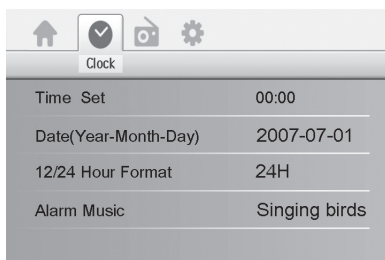 Clock
Time Set 00:00
Date(Year-Month-Day) 2007-07-01
12/24 Hour Format 24H
Alarm Music Singing birds